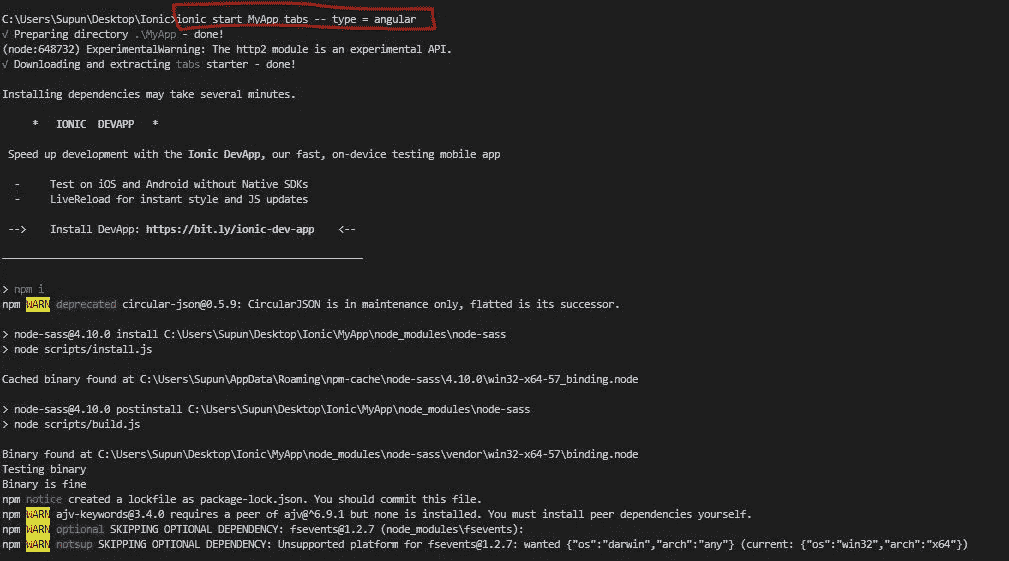 C:\Users\Supun\Desktop\Ionic>ionic start MyApp tabs -- type = angular
√ Preparing directory .\MyApp - done!
(node:648732) ExperimentalWarning: The http2 module is an experimental API.
√ Downloading and extracting tabs starter - done!
Installing dependencies may take several minutes.
* IONIC DEVAPP *
Speed up development with the Ionic DevApp, our fast, on-device testing mobile app
- Test on iOS and Android without Native SDKs
- LiveReload for instant style and JS updates
--> Install DevApp: https://bit.ly/ionic-dev-app <--
> npm i
npm WARN deprecated circular-json@0.5.9: CircularJSON is in maintenance only, flatted is its successor.
> node-sass@4.10.0 install C:\Users\Supun\Desktop\Ionic\MyApp\node_modules\node-sass
> node scripts/install.js
Cached binary found at C:\Users\Supun\AppData\Roaming\npm-cache\node-sass\4.10.0\win32-x64-57_binding.node
> node-sass@4.10.0 postinstall C:\Users\Supun\Desktop\Ionic\MyApp\node_modules\node-sass
> node scripts/build.js
Binary found at C:\Users\Supun\Desktop\Ionic\MyApp\node_modules\node-sass\vendor\win32-x64-57\binding.node
Testing binary
Binary is fine
npm notice created a lockfile as package-lock.json. You should commit this file.
npm WARN ajv-keywords@3.4.0 requires a peer of ajv@^6.9.1 but none is installed. You must install peer dependencies yourself.
npm WARN optional SKIPPING OPTIONAL DEPENDENCY: fsevents@1.2.7 (node_modules\fsevents):
npm WARN notsup SKIPPING OPTIONAL DEPENDENCY: Unsupported platform for fsevents@1.2.7: wanted {"os":"darwin","arch":"any"} (current: {"os":"win32","arch":"x64"})